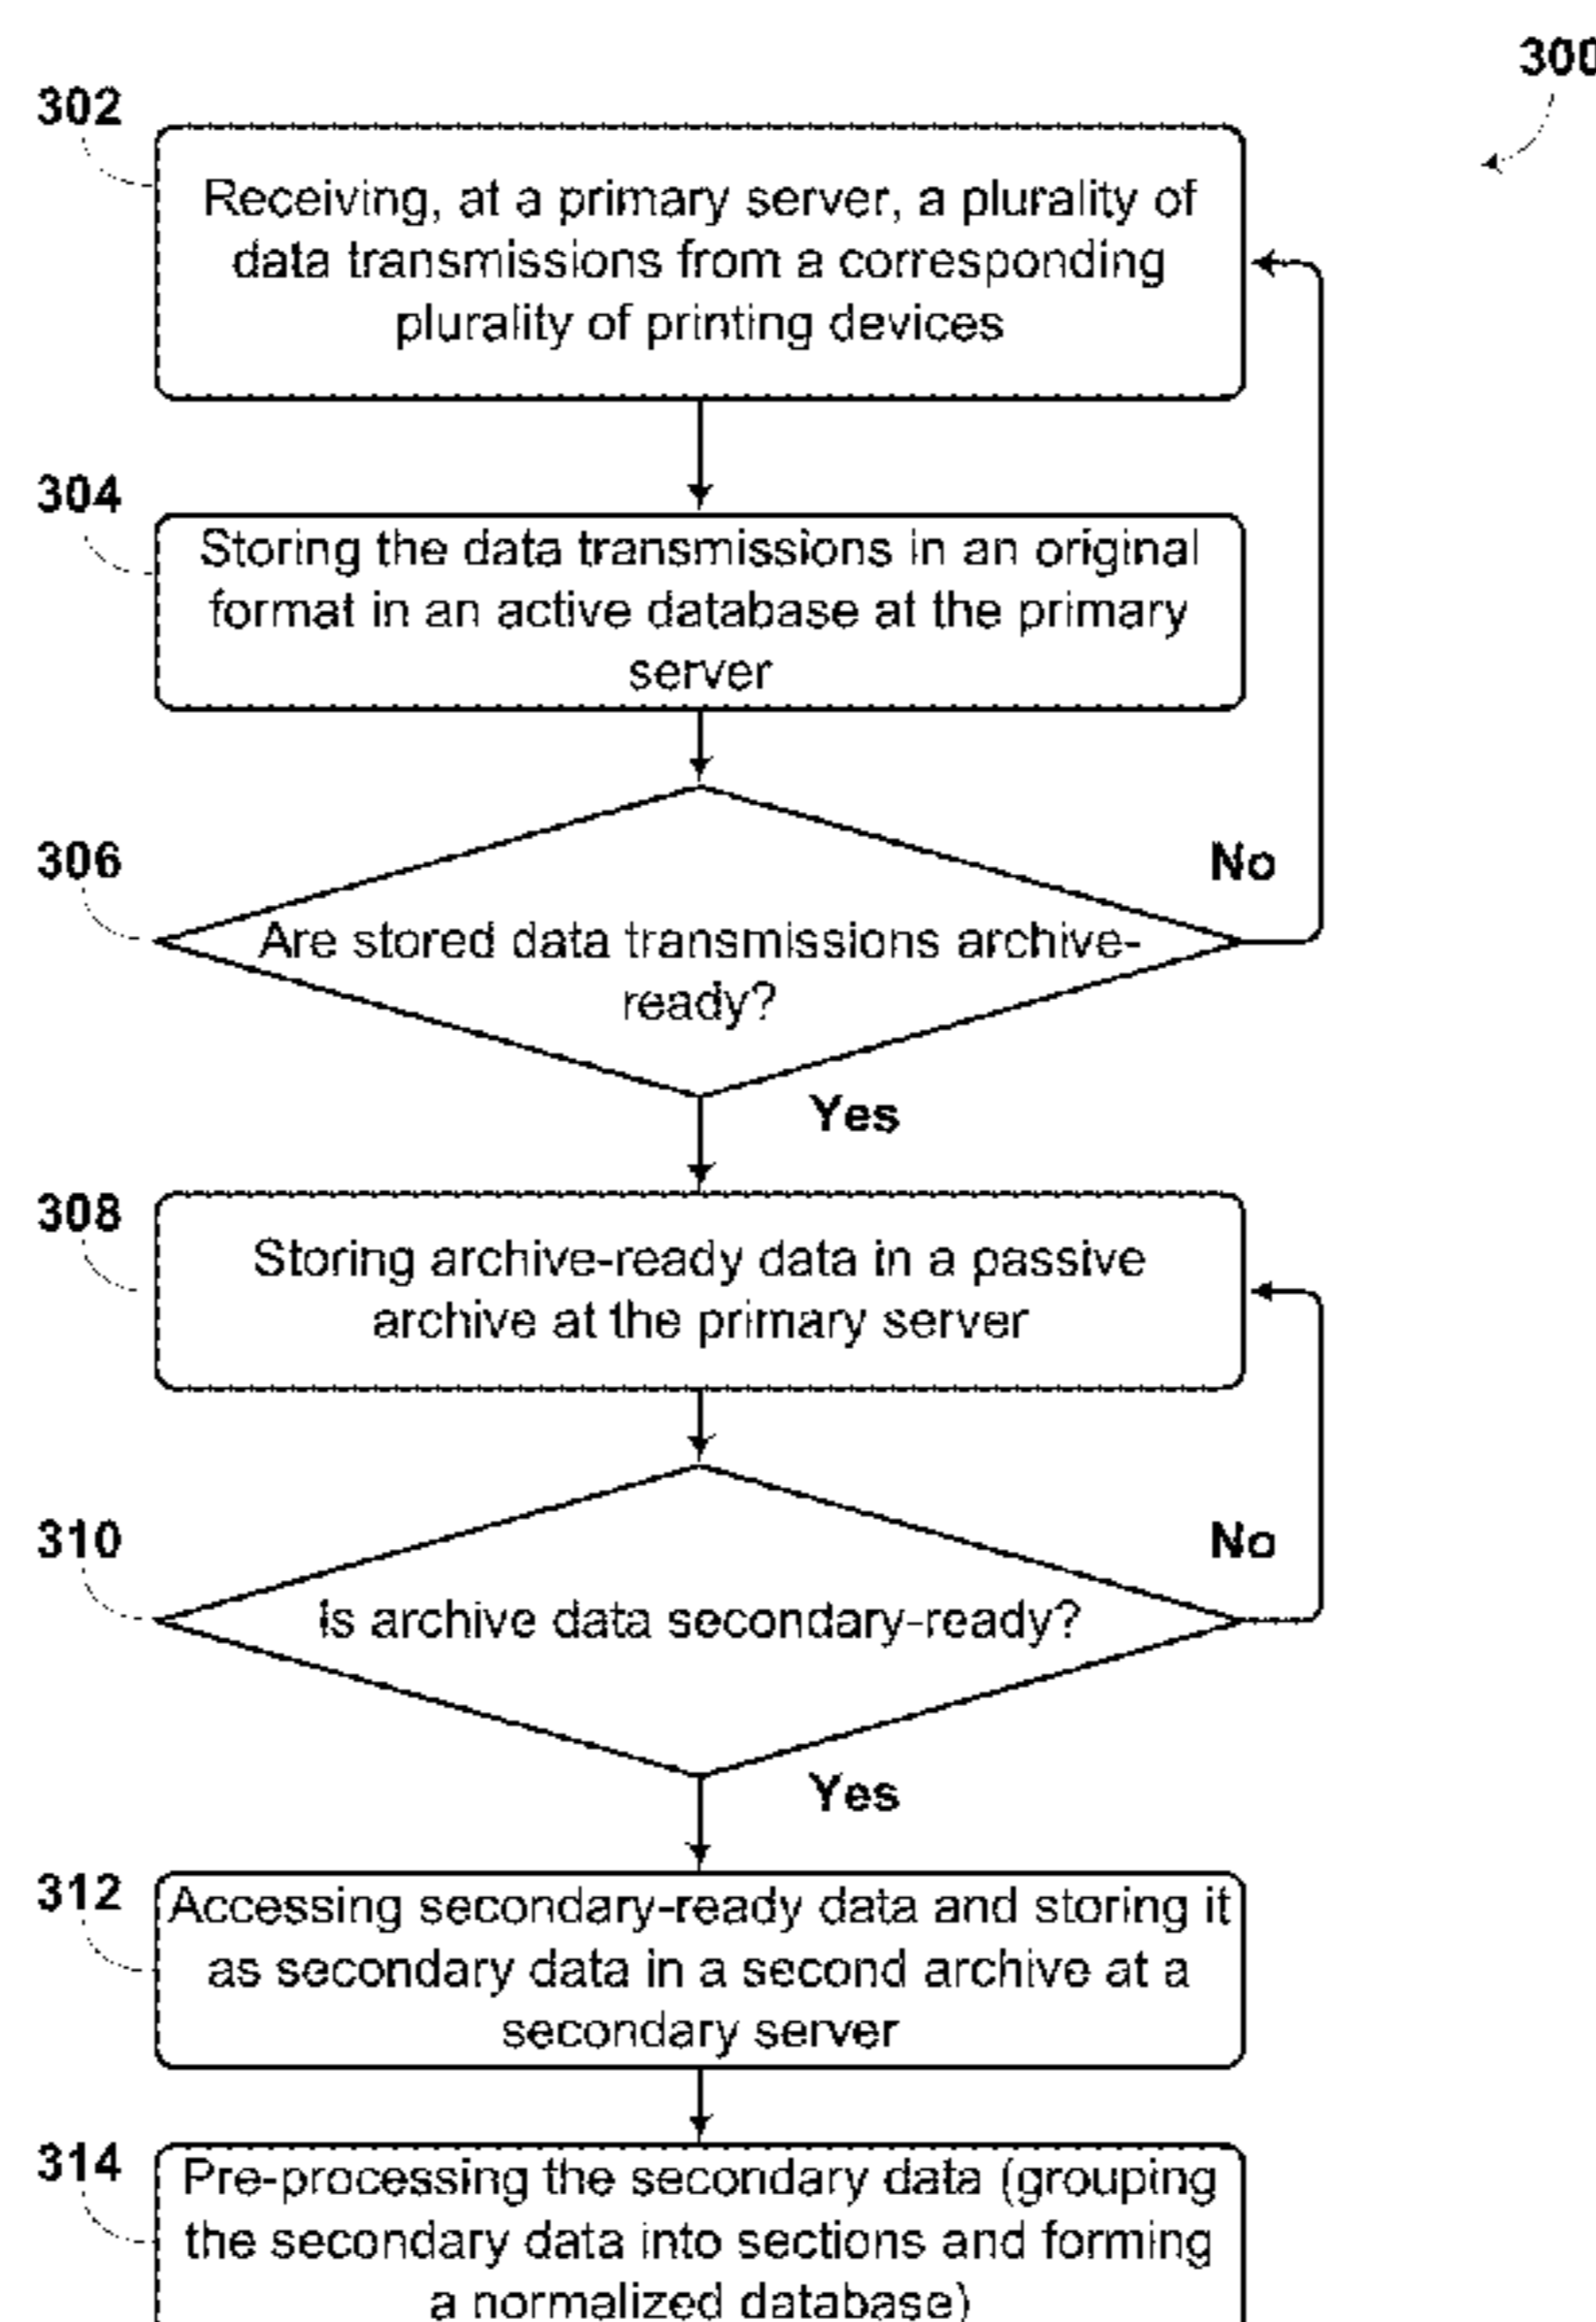 300
302
Receiving, at a primary server, a plurality of
data transmissions from a corresponding
plurality of printing devices
304
Storing the data transmissions in an original
format in an active database at the primary
server
306
No
Are stored data transmissions archive-
ready?
Yes
308
Storing archive-ready data in a passive
archive at the primary server
310
No
Is archive data secondary-ready?
Yes
312
Accessing secondary-ready data and storing it
as secondary data in a second archive at a
secondary server
314
Pre-processing the secondary data (grouping
the secondary data into sections and forming
a normalized database)